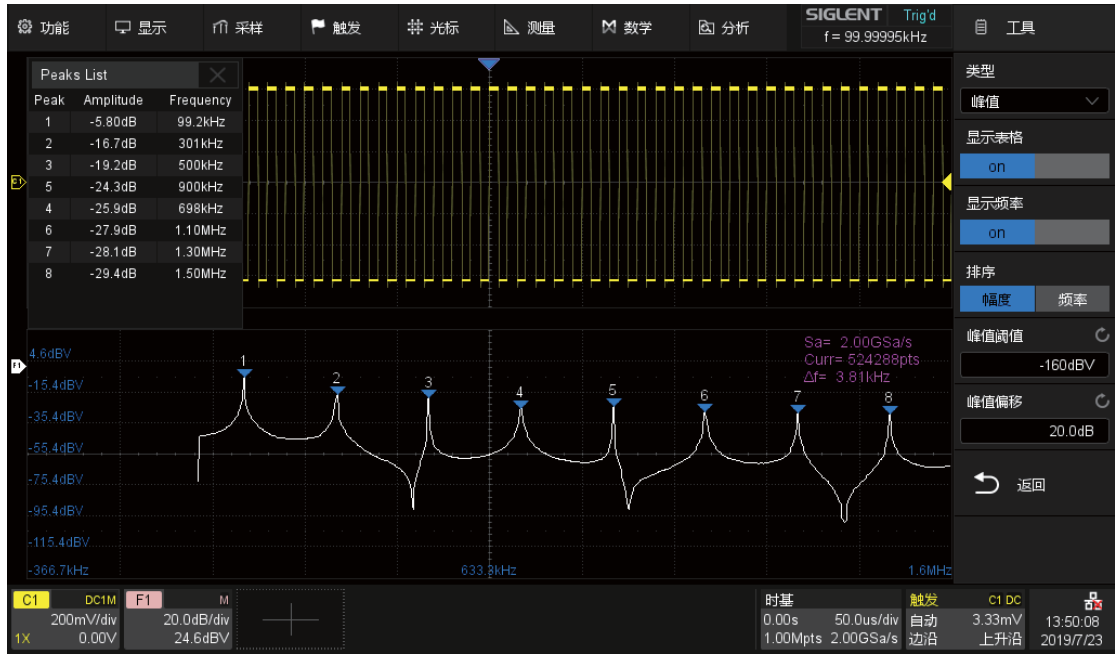 功能 显示 采样 触发 光标 测量 数学 分析 SIGLENT Trig'd 工具
f = 99.99995kHz
Peaks List
Peak Amplitude Frequency
1 -5.80dB 99.2kHz
2 -16.7dB 301kHz
3 -19.2dB 500kHz
5 -24.3dB 900kHz
4 -25.9dB 698kHz
6 -27.9dB 1.10MHz
7 -28.1dB 1.30MHz
8 -29.4dB 1.50MHz
C1
F1
4.6dBV
-15.4dBV
-35.4dBV
-55.4dBV
-75.4dBV
-95.4dBV
-115.4dBV
-366.7kHz 633.3kHz 1.6MHz
1 2 3 4 5 6 7 8
Sa= 2.00GSa/s
Curr= 524288pts
Δf= 3.81kHz
类型
峰值
显示表格
on
显示频率
on
排序
幅度 频率
峰值阈值
-160dBV
峰值偏移
20.0dB
返回
C1 DC1M
200mV/div
1X 0.00V
F1 M
20.0dB/div
24.6dBV
时基
0.00s 50.0us/div
1.00Mpts 2.00GSa/s
触发 C1 DC
自动 3.33mV
边沿 上升沿
13:50:08
2019/7/23